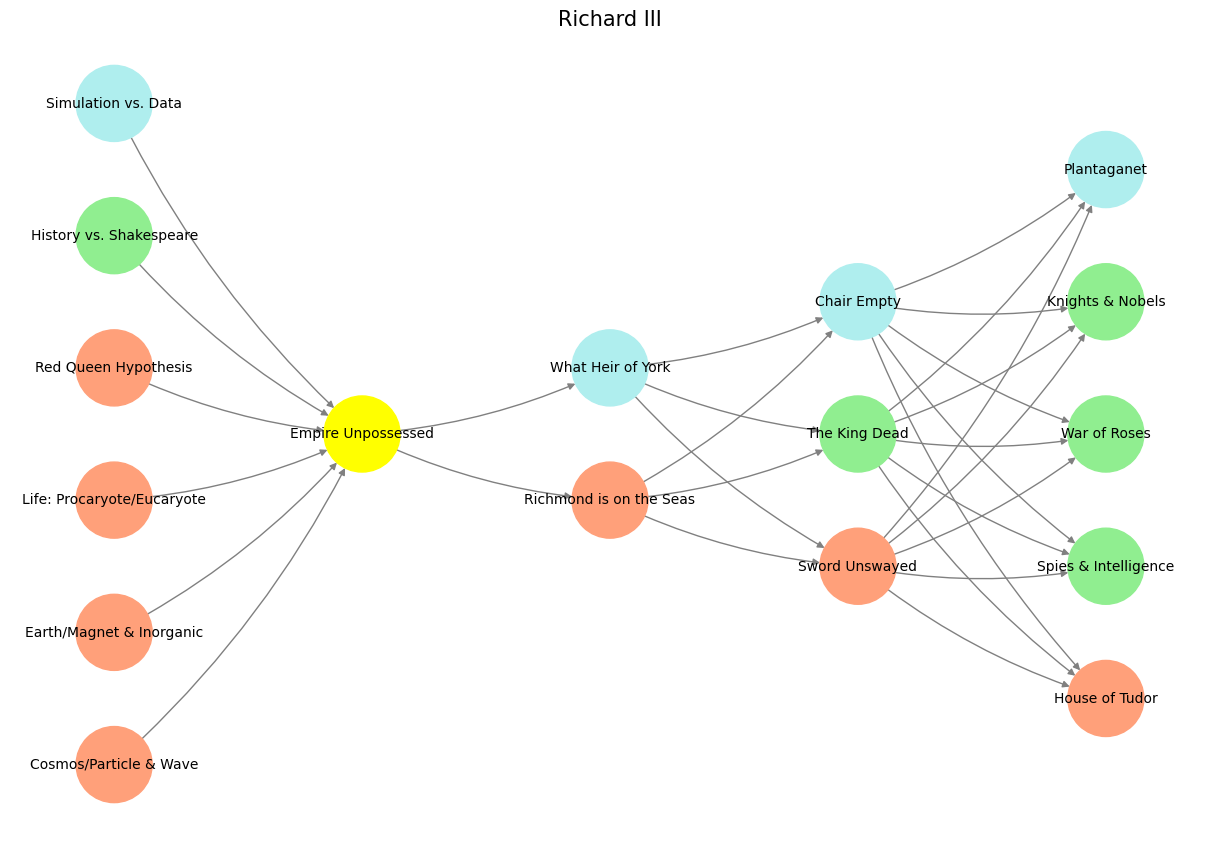 Richard III
Simulation vs. Data
History vs. Shakespeare
Red Queen Hypothesis
Life: Procaryote/Eucaryote
Earth/Magnet & Inorganic
Cosmos/Particle & Wave
Empire Unpossessed
What Heir of York
Richmond is on the Seas
Chair Empty
The King Dead
Sword Unswayed
Plantaganet
Knights & Nobels
War of Roses
Spies & Intelligence
House of Tudor